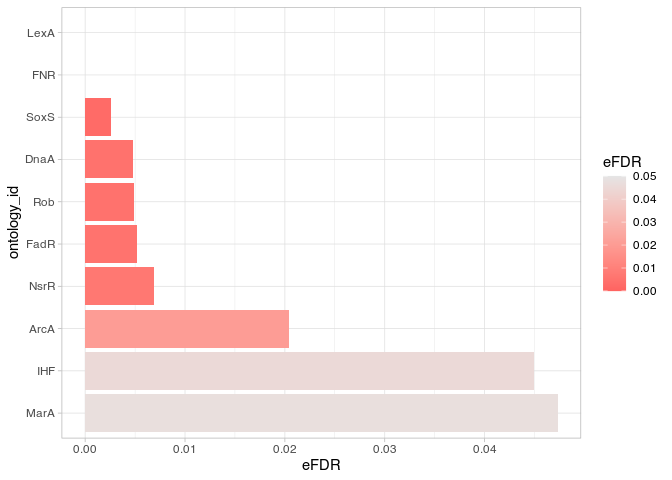 LexA
FNR
SoxS
DnaA
Rob
FadR
NsrR
ArcA
IHF
MarA
ontology_id
0.00 0.01 0.02 0.03 0.04
eFDR
eFDR
0.05
0.04
0.03
0.02
0.01
0.00